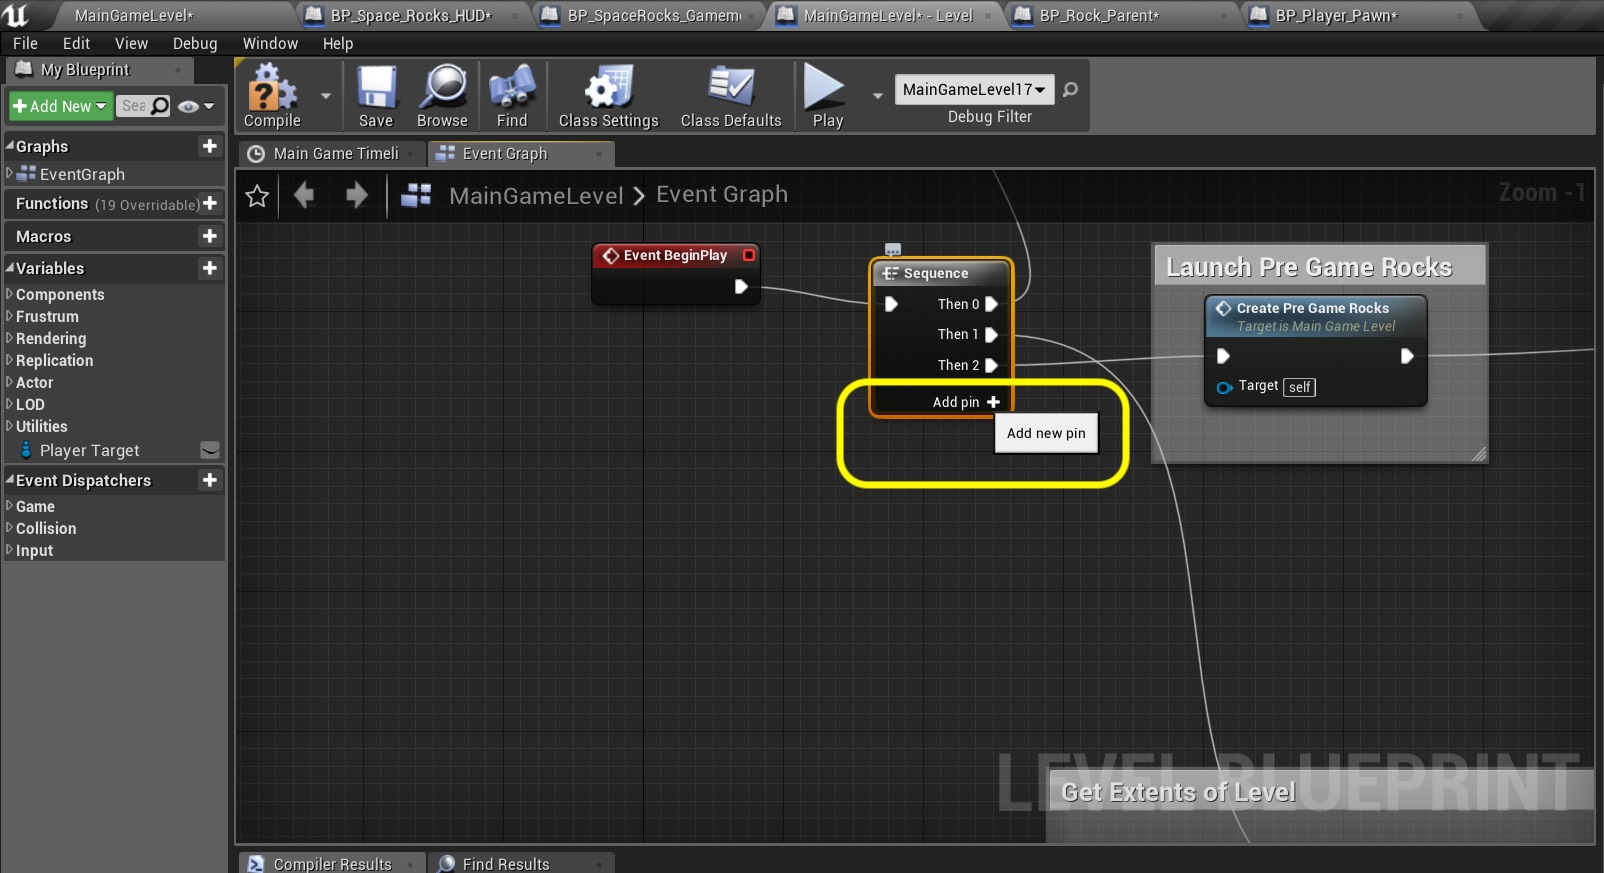 MainGameLevel*
BP_Space_Rocks_HUD*
BP_SpaceRocks_Gamem
MainGameLevel* - Level
BP_Rock_Parent*
BP_Player_Pawn*
File Edit View Debug Window Help
My Blueprint
Add New
Sea
Compile
Save
Browse
Find
Class Settings
Class Defaults
Play
MainGameLevel17
Debug Filter
Graphs
EventGraph
Functions (19 Overridable)
Macros
Variables
Components
Frustrum
Rendering
Replication
Actor
LOD
Utilities
Player Target
Event Dispatchers
Game
Collision
Input
Main Game Timeli
Event Graph
MainGameLevel > Event Graph
Zoom -1
Event BeginPlay
Sequence
Then 0
Then 1
Then 2
Add pin +
Add new pin
Launch Pre Game Rocks
Create Pre Game Rocks
Target is Main Game Level
Target self
LEVEL BLUEPRINT
Get Extents of Level
Compiler Results
Find Results